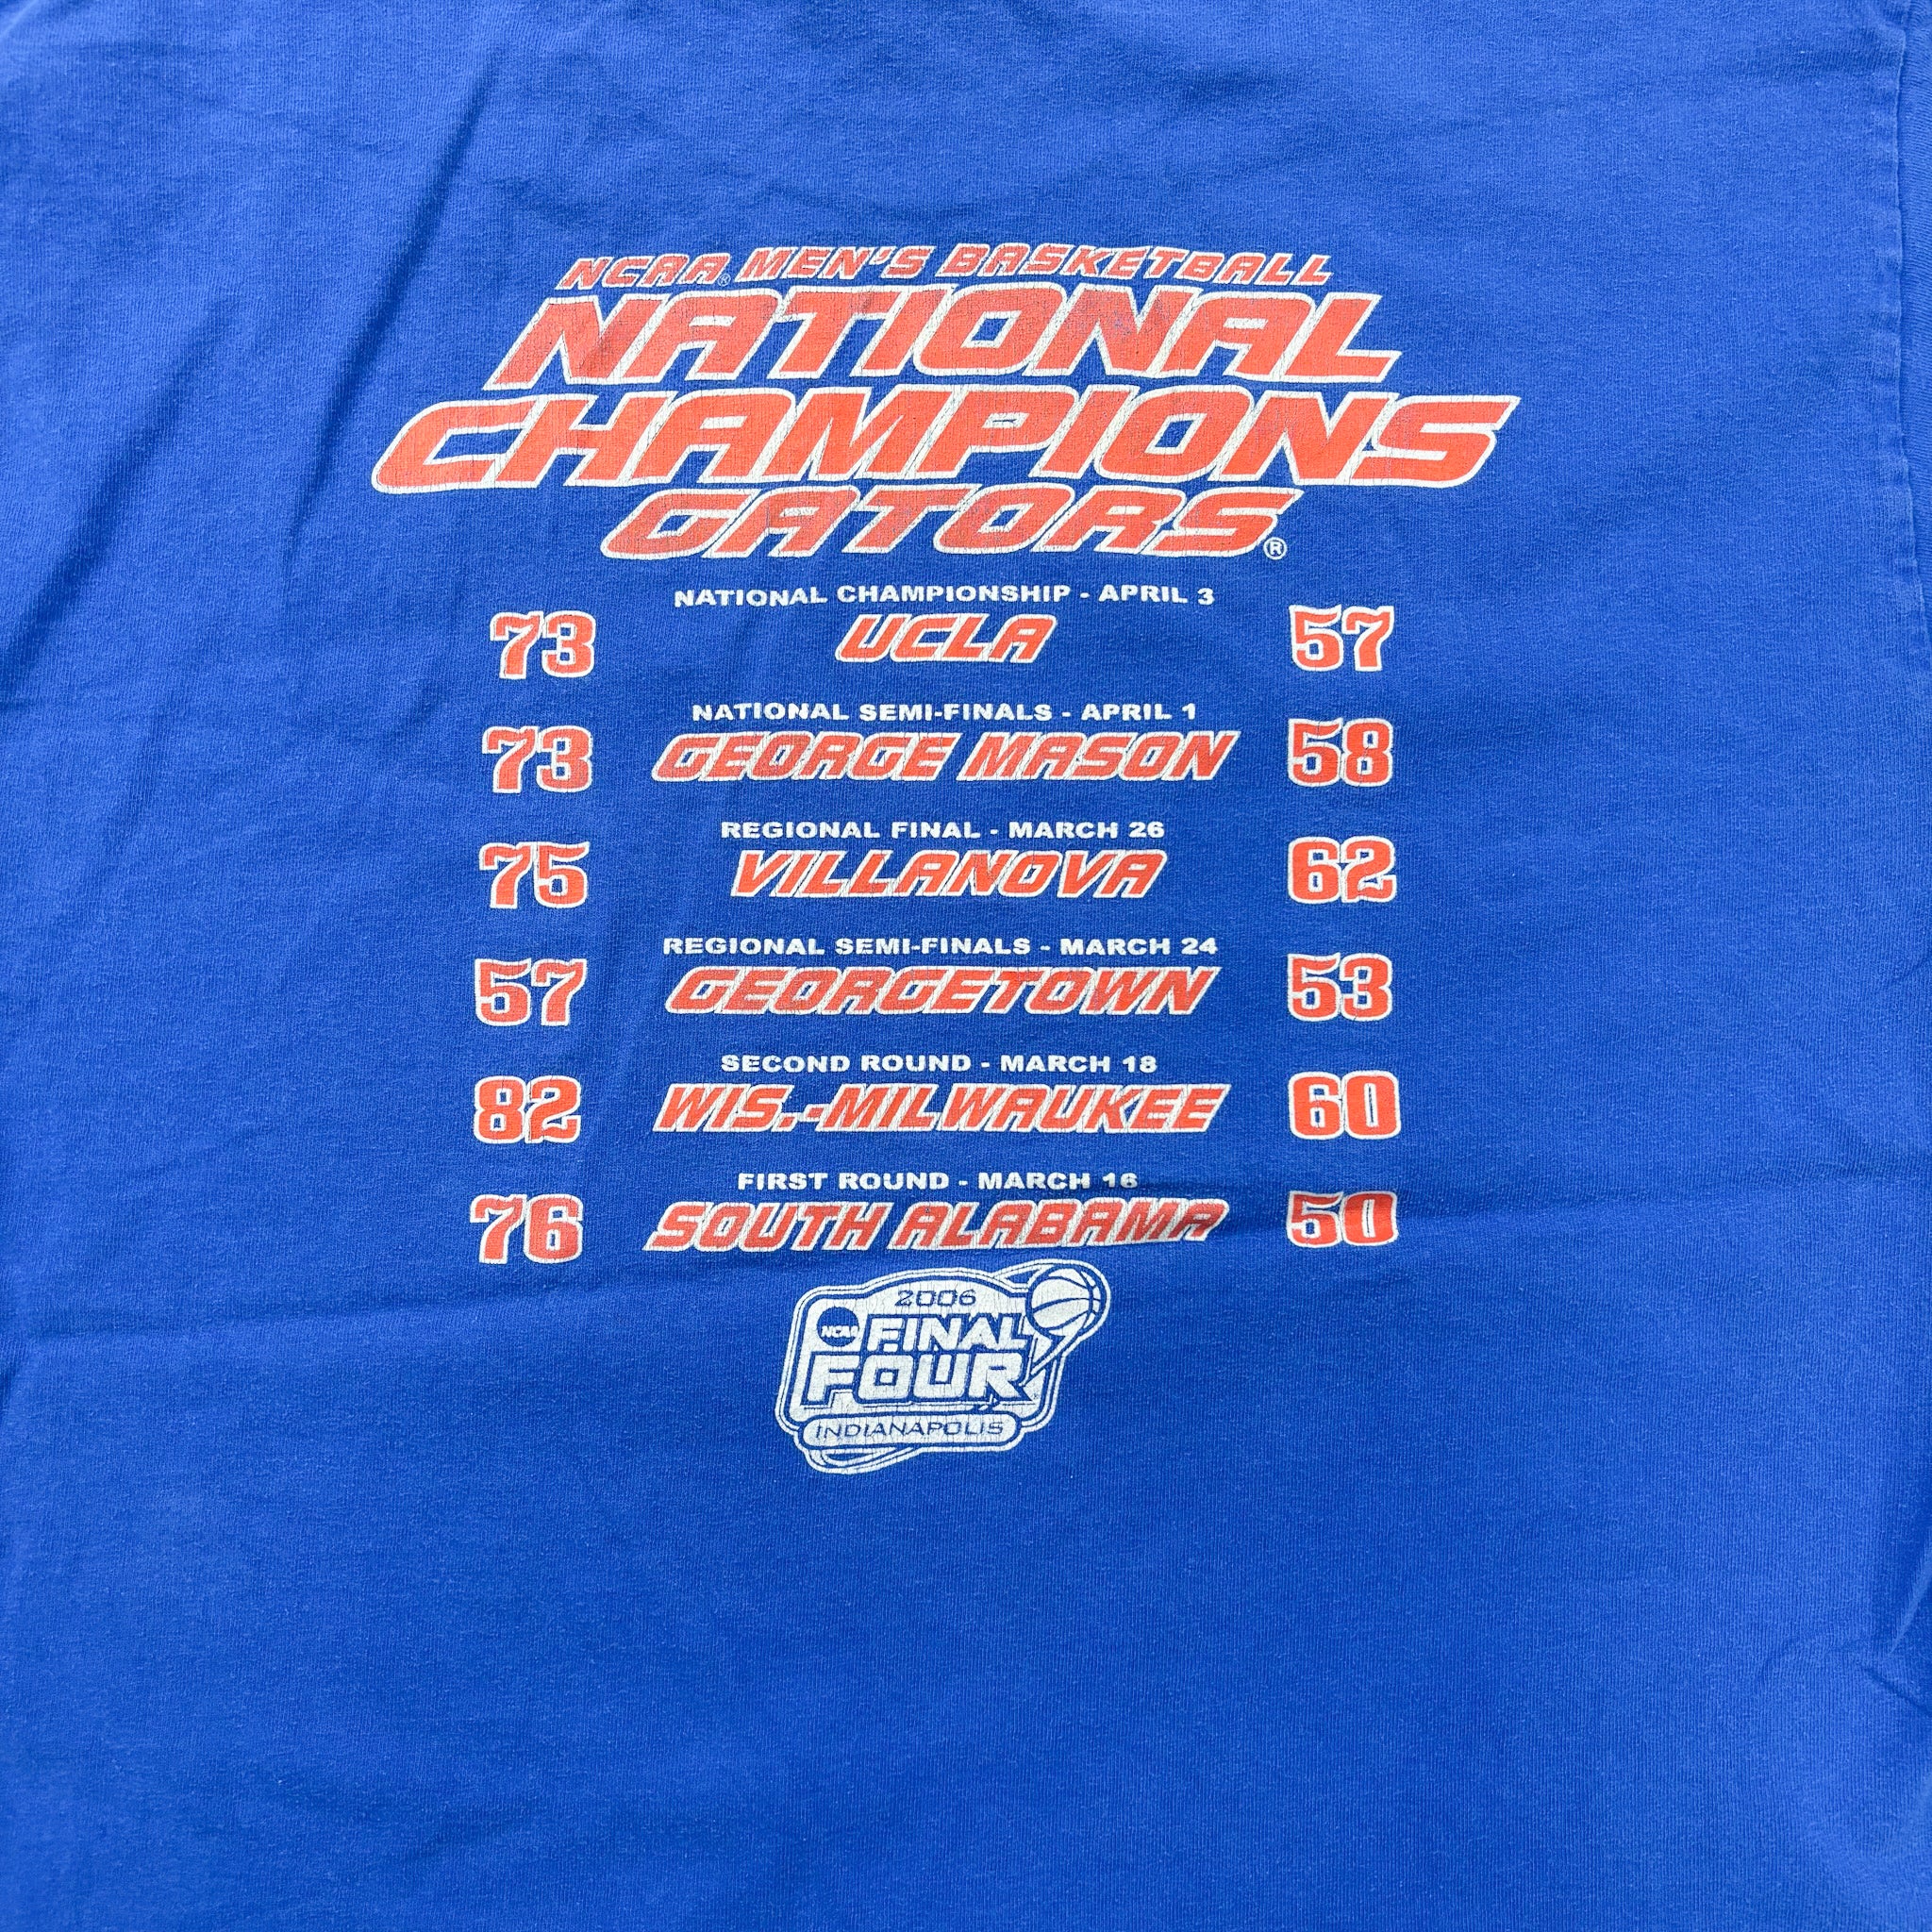 NCAA® MEN'S BASKETBALL
NATIONAL
CHAMPIONS
GATORS®
NATIONAL CHAMPIONSHIP - APRIL 3
73 UCLA 57
NATIONAL SEMI-FINALS - APRIL 1
73 GEORGE MASON 58
REGIONAL FINAL - MARCH 26
75 VILLANOVA 62
REGIONAL SEMI-FINALS - MARCH 24
57 GEORGETOWN 53
SECOND ROUND - MARCH 18
82 WIS.-MILWAUKEE 60
FIRST ROUND - MARCH 16
76 SOUTH ALABAMA 50
2006
NCAA FINAL
FOUR
INDIANAPOLIS